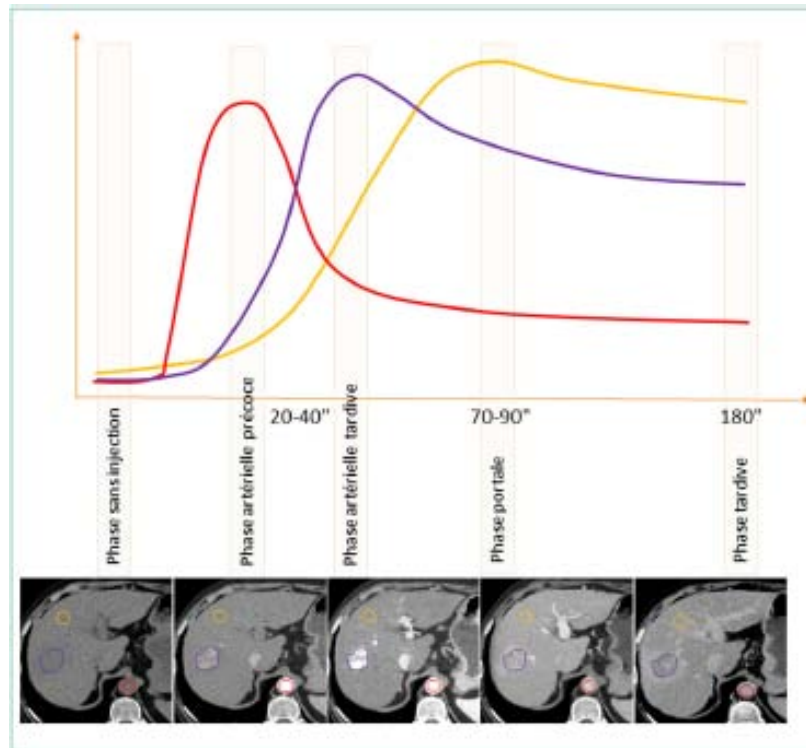 20-40"
70-90"
180"
Phase sans injection
Phase artérielle précoce
Phase artérielle tardive
Phase portale
Phase tardive